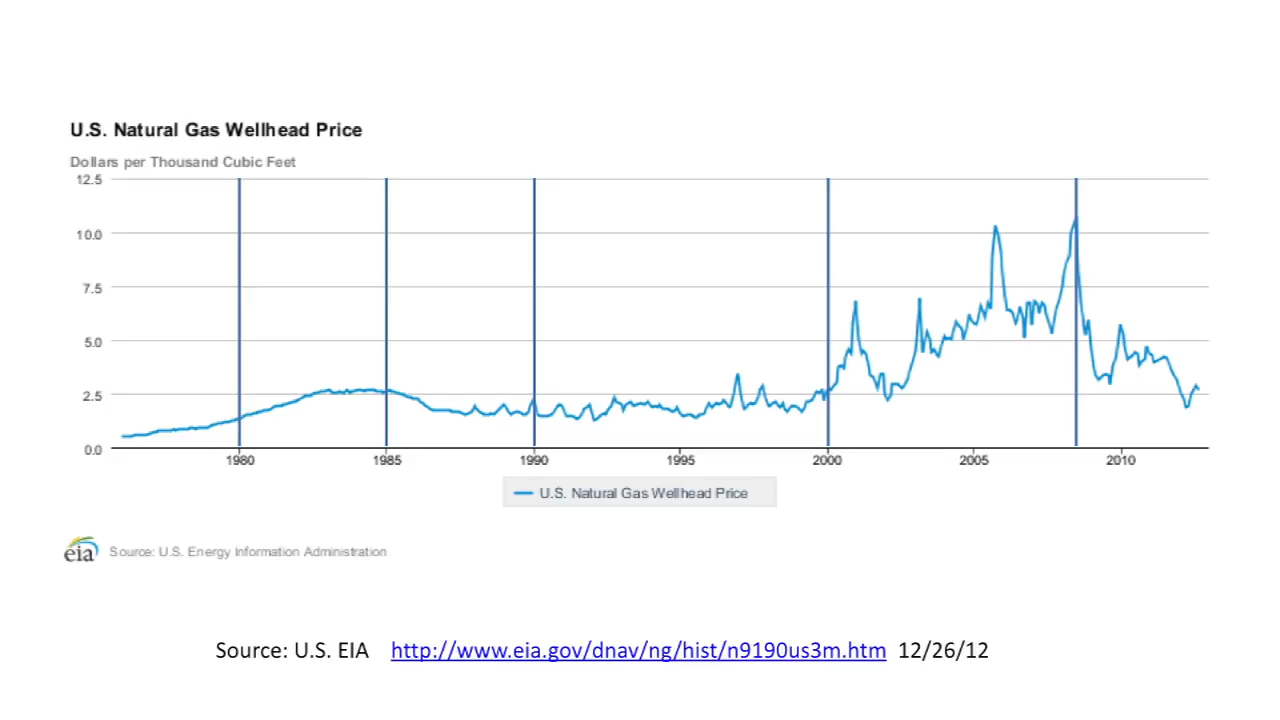 U.S. Natural Gas Wellhead Price
Dollars per Thousand Cubic Feet
12.5
10.0
7.5
5.0
2.5
0.0
1980 1985 1990 1995 2000 2005 2010
U.S. Natural Gas Wellhead Price
eia Source: U.S. Energy Information Administration
Source: U.S. EIA http://www.eia.gov/dnav/ng/hist/n9190us3m.htm 12/26/12